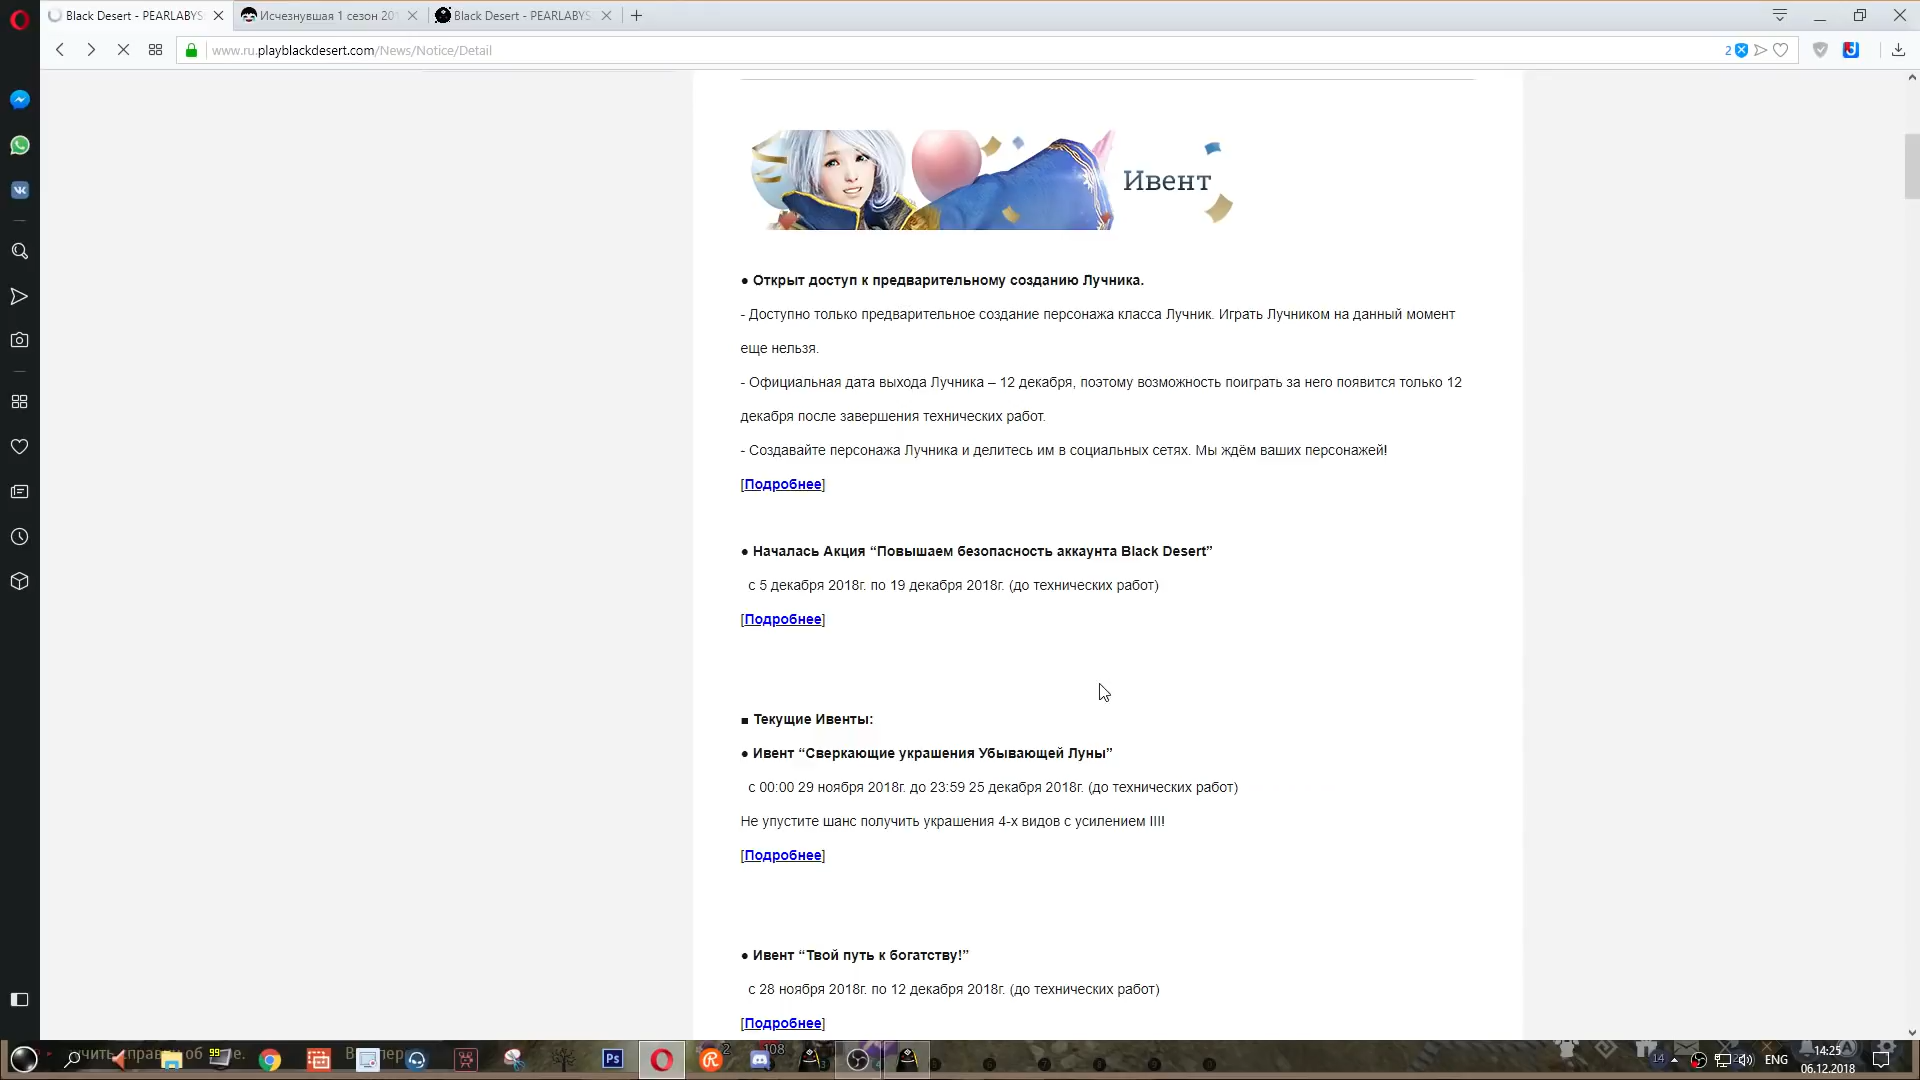 Black Desert - PEARLABYS
Исчезнувшая 1 сезон 20
Black Desert - PEARLABYS
www.ru.playblackdesert.com/News/Notice/Detail
2
Ивент
● Открыт доступ к предварительному созданию Лучника.
- Доступно только предварительное создание персонажа класса Лучник. Играть Лучником на данный момент
еще нельзя.
- Официальная дата выхода Лучника – 12 декабря, поэтому возможность поиграть за него появится только 12
декабря после завершения технических работ.
- Создавайте персонажа Лучника и делитесь им в социальных сетях. Мы ждём ваших персонажей!
[Подробнее]
● Началась Акция “Повышаем безопасность аккаунта Black Desert”
с 5 декабря 2018г. по 19 декабря 2018г. (до технических работ)
[Подробнее]
■ Текущие Ивенты:
● Ивент “Сверкающие украшения Убывающей Луны”
с 00:00 29 ноября 2018г. до 23:59 25 декабря 2018г. (до технических работ)
Не упустите шанс получить украшения 4-х видов с усилением III!
[Подробнее]
● Ивент “Твой путь к богатству!”
с 28 ноября 2018г. по 12 декабря 2018г. (до технических работ)
[Подробнее]
99
Ps
2
108
14
ENG
14:25
06.12.2018